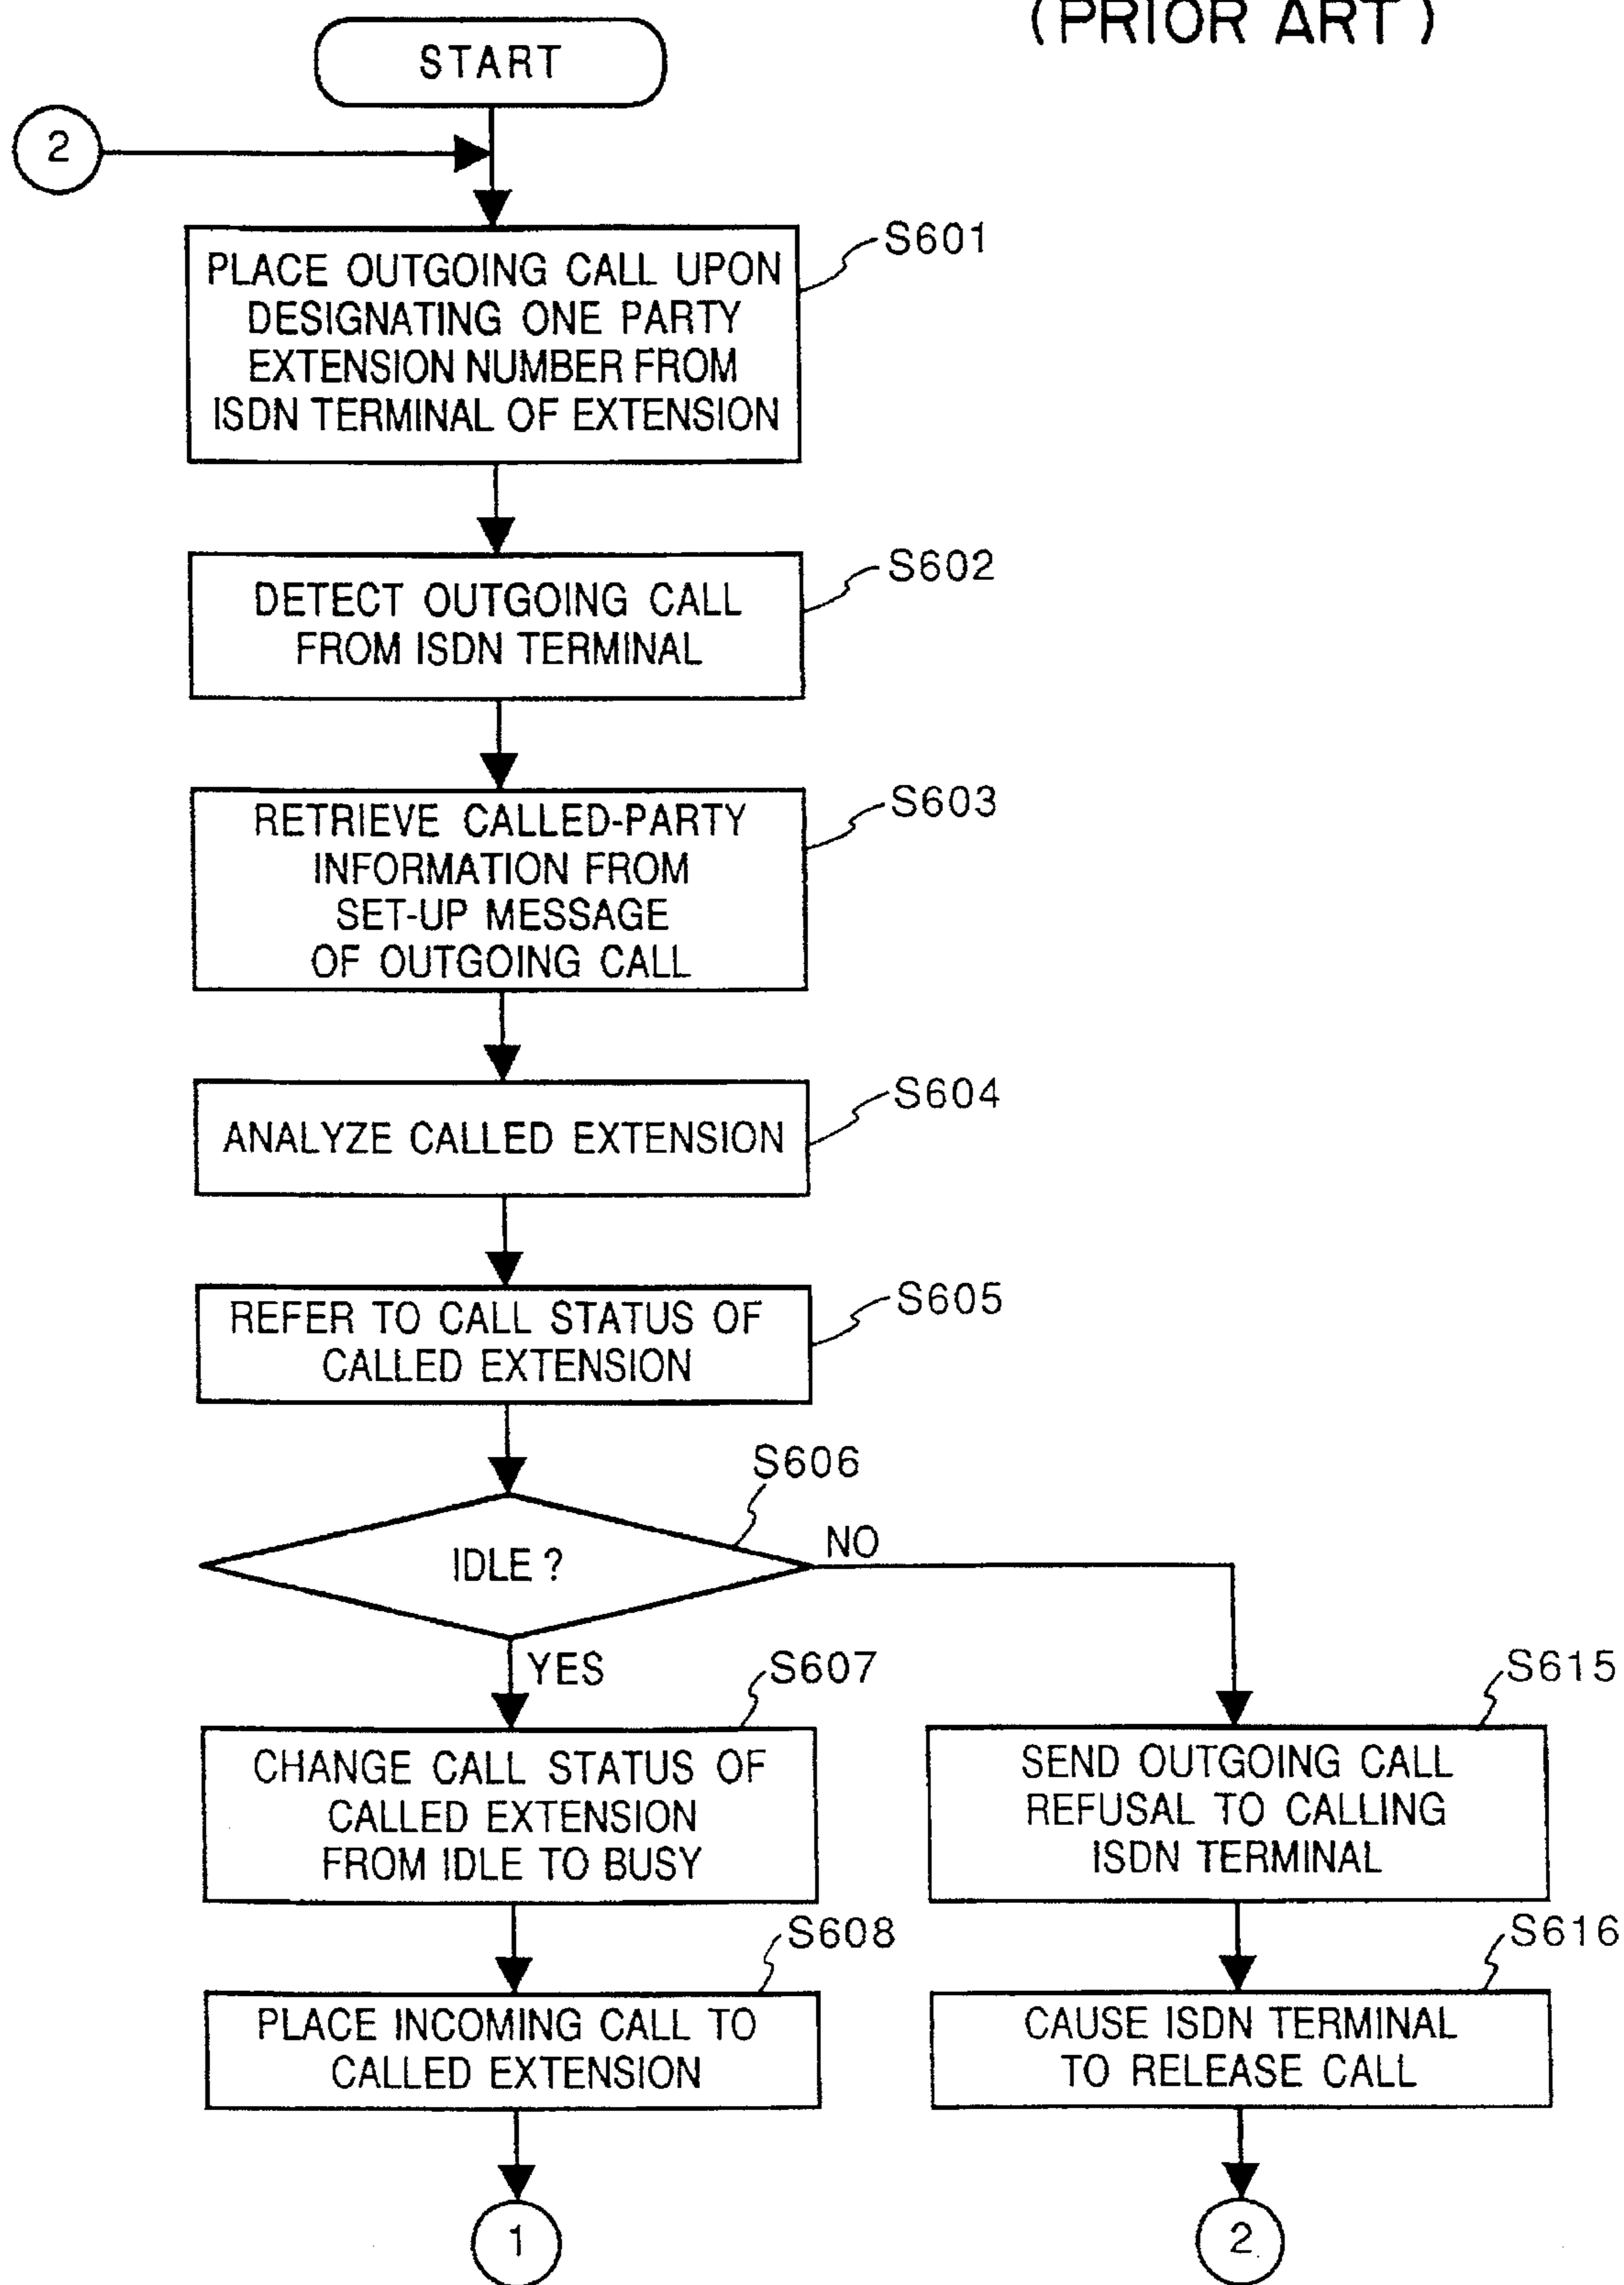 (PRIOR ART)
START
2
S601
PLACE OUTGOING CALL UPON
DESIGNATING ONE PARTY
EXTENSION NUMBER FROM
ISDN TERMINAL OF EXTENSION
S602
DETECT OUTGOING CALL
FROM ISDN TERMINAL
S603
RETRIEVE CALLED-PARTY
INFORMATION FROM
SET-UP MESSAGE
OF OUTGOING CALL
S604
ANALYZE CALLED EXTENSION
S605
REFER TO CALL STATUS OF
CALLED EXTENSION
S606
IDLE ?
NO
YES
S607
CHANGE CALL STATUS OF
CALLED EXTENSION
FROM IDLE TO BUSY
S615
SEND OUTGOING CALL
REFUSAL TO CALLING
ISDN TERMINAL
S608
PLACE INCOMING CALL TO
CALLED EXTENSION
S616
CAUSE ISDN TERMINAL
TO RELEASE CALL
1
2